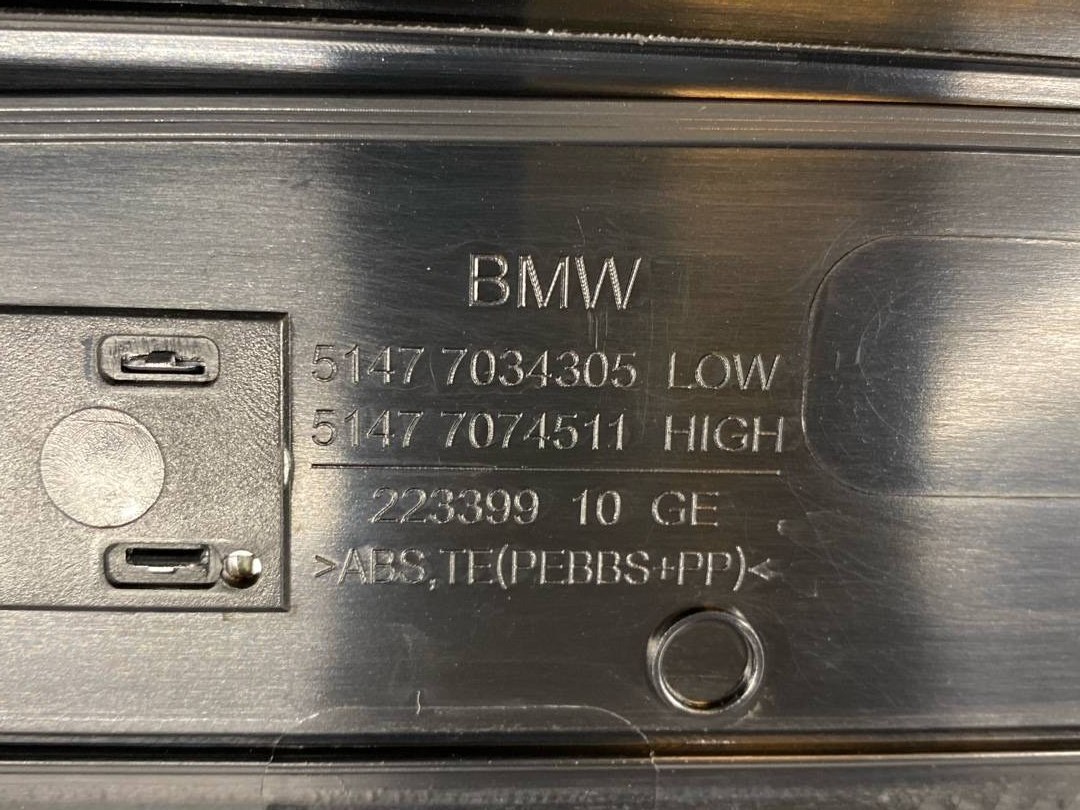 BMW
5147 7034305 LOW
5147 7074511 HIGH
223399 10 GE
>ABS,TE(PEBBS+PP)<